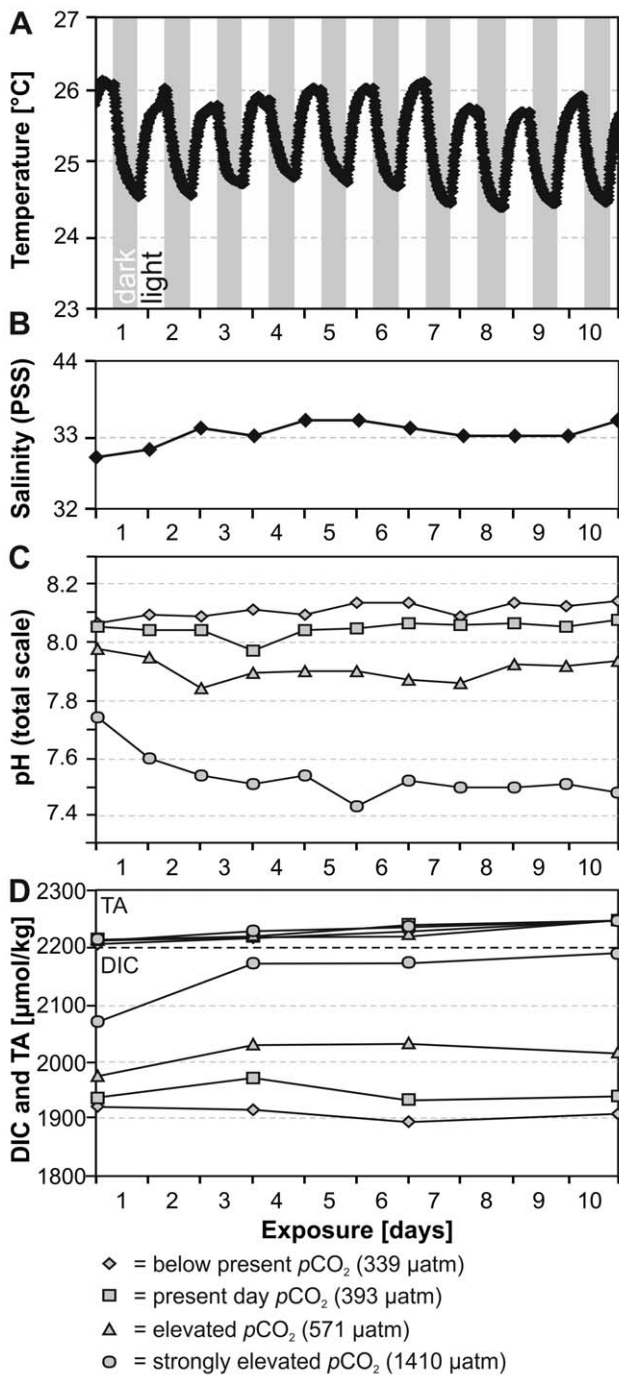 A
Temperature [°C]
27
26
25
24
23
dark
light
1 2 3 4 5 6 7 8 9 10
B
Salinity (PSS)
44
33
32
1 2 3 4 5 6 7 8 9 10
C
pH (total scale)
8.2
8.0
7.8
7.6
7.4
1 2 3 4 5 6 7 8 9 10
D
DIC and TA [µmol/kg]
2300
2200
2100
2000
1900
1800
TA
DIC
1 2 3 4 5 6 7 8 9 10
Exposure [days]
= below present pCO₂ (339 µatm)
= present day pCO₂ (393 µatm)
= elevated pCO₂ (571 µatm)
= strongly elevated pCO₂ (1410 µatm)